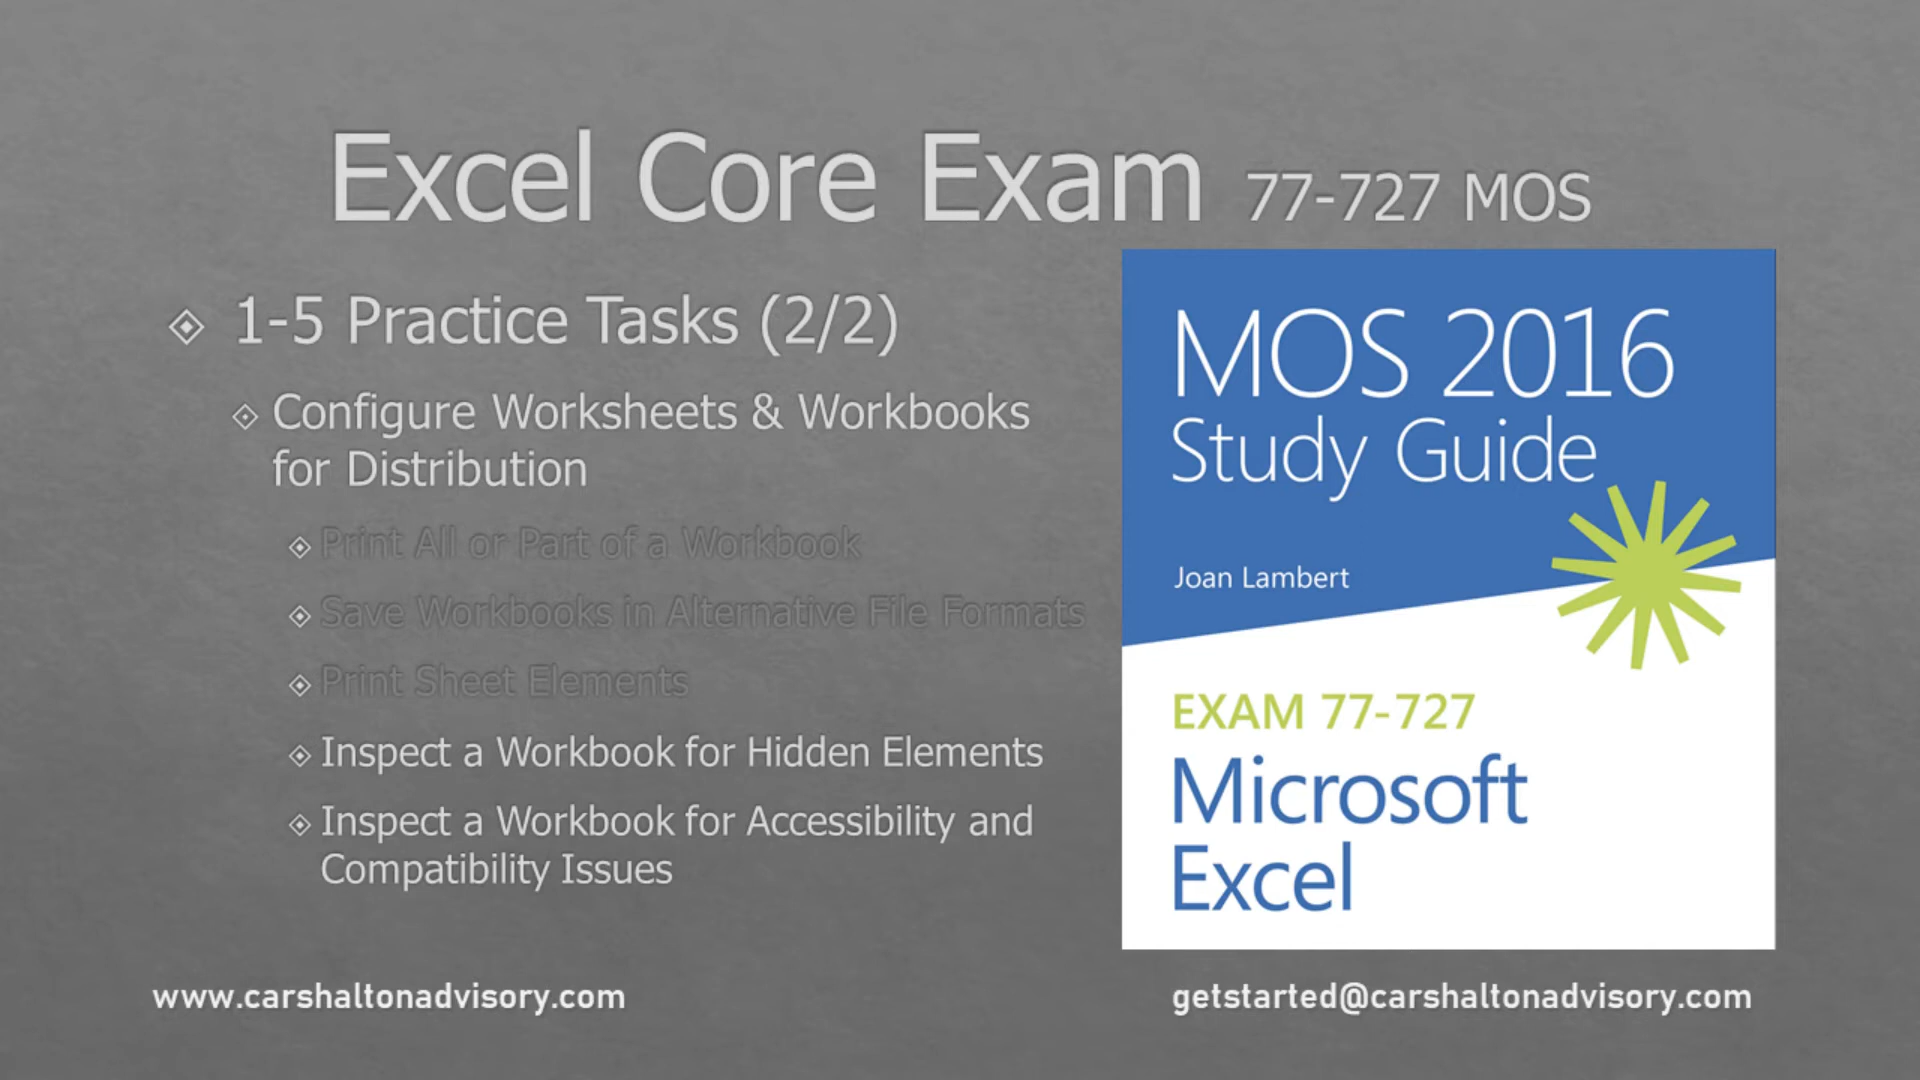 Excel Core Exam 77-727 MOS
1-5 Practice Tasks (2/2)
Configure Worksheets & Workbooks
for Distribution
Print All or Part of a Workbook
Save Workbooks in Alternative File Formats
Print Sheet Elements
Inspect a Workbook for Hidden Elements
Inspect a Workbook for Accessibility and
Compatibility Issues
MOS 2016
Study Guide
Joan Lambert
EXAM 77-727
Microsoft
Excel
www.carshaltonadvisory.com
getstarted@carshaltonadvisory.com